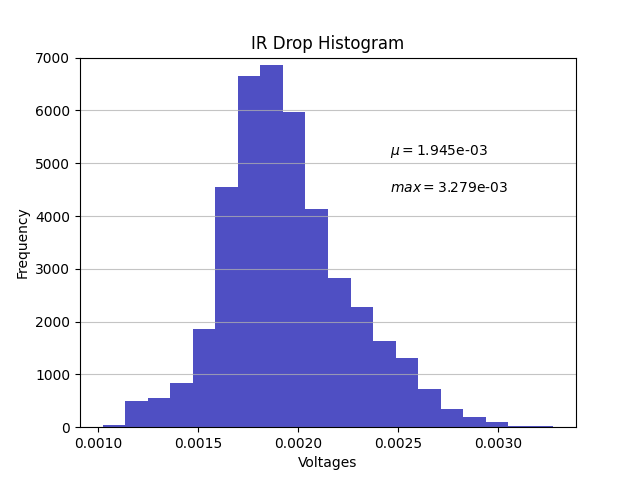 IR Drop Histogram
7000
6000
5000
4000
3000
2000
1000
0
Frequency
μ = 1.945e-03
max = 3.279e-03
0.0010 0.0015 0.0020 0.0025 0.0030
Voltages